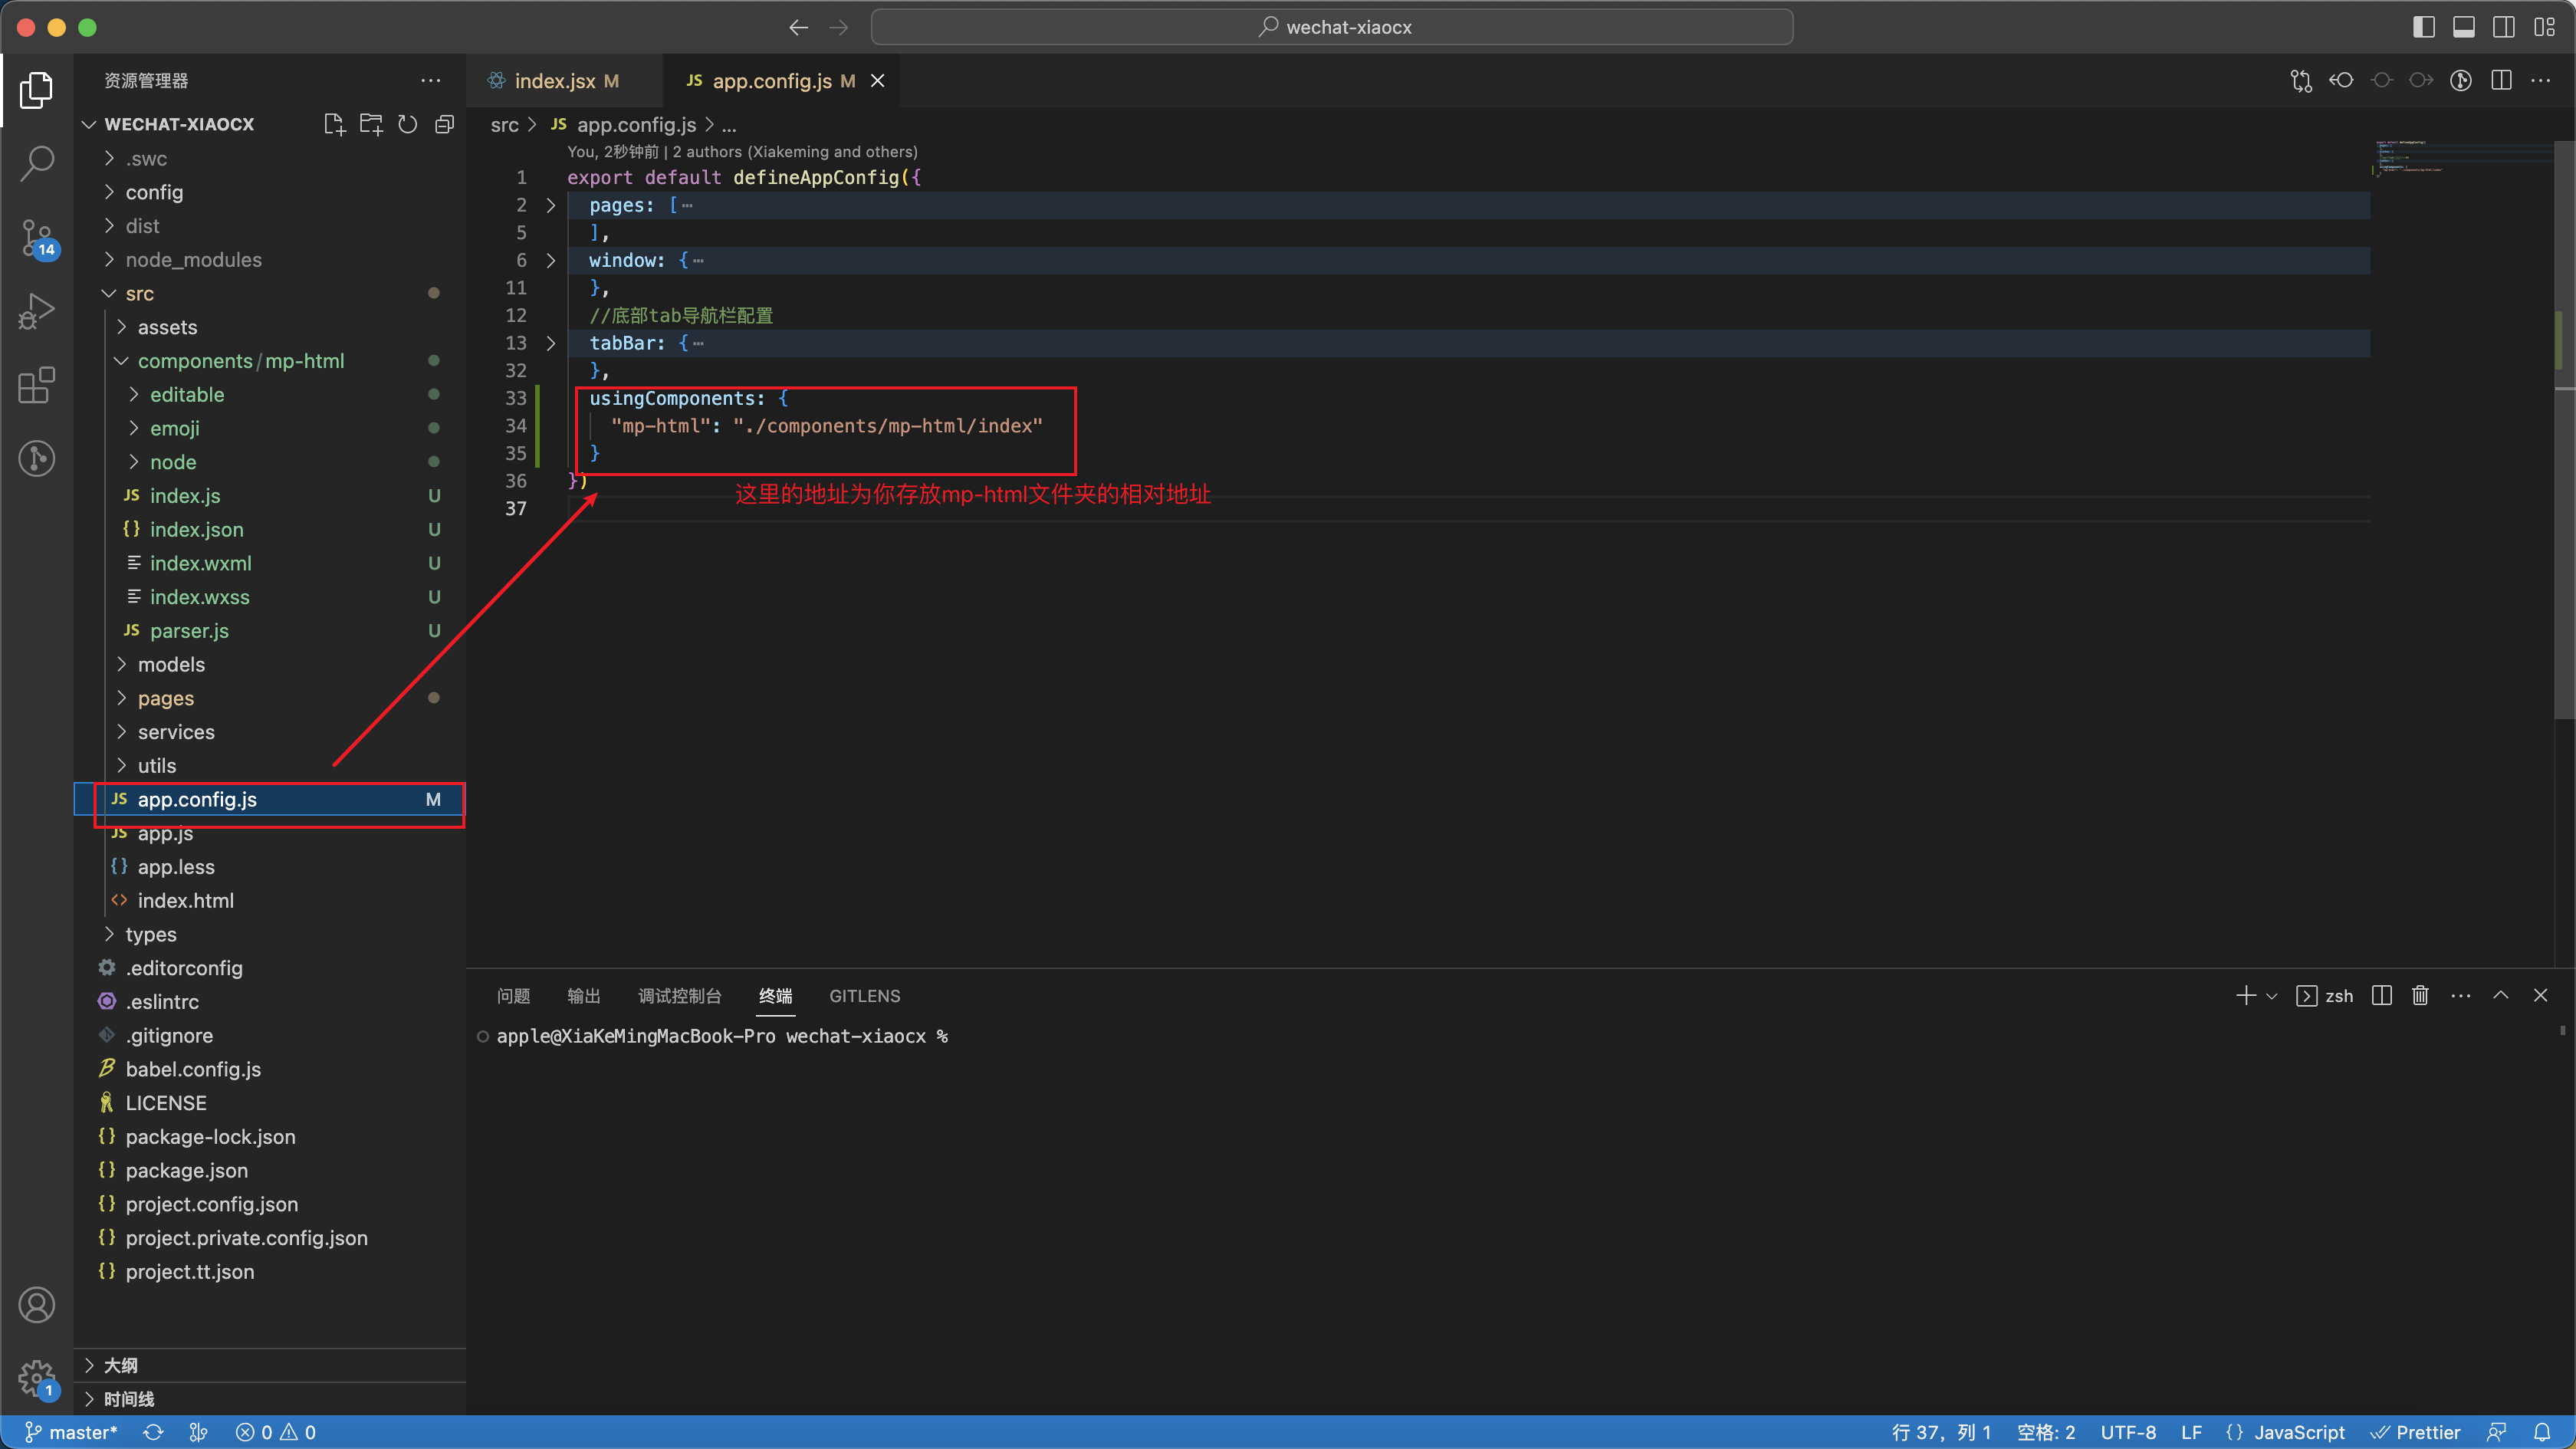 wechat-xiaocx
资源管理器
index.jsx M
JS app.config.js M
WECHAT-XIAOCX
src > JS app.config.js > ...
.swc
config
dist
node_modules
src
assets
components/mp-html
editable
emoji
node
JS index.js U
{} index.json U
index.wxml U
index.wxss U
JS parser.js U
models
pages
services
utils
JS app.config.js M
JS app.js
{} app.less
<> index.html
types
.editorconfig
.eslintrc
.gitignore
babel.config.js
LICENSE
{} package-lock.json
{} package.json
{} project.config.json
{} project.private.config.json
{} project.tt.json
大纲
时间线
14
1
You, 2秒钟前 | 2 authors (Xiakeming and others)
1 export default defineAppConfig({
2 pages: [⋯
5 ],
6 window: {⋯
11 },
12 //底部tab导航栏配置
13 tabBar: {⋯
32 },
33 usingComponents: {
34 "mp-html": "./components/mp-html/index"
35 }
36 })
37
这里的地址为你存放mp-html文件夹的相对地址
问题 输出 调试控制台 终端 GITLENS
zsh
apple@XiaKeMingMacBook-Pro wechat-xiaocx %
master* 0 0 行 37，列 1 空格: 2 UTF-8 LF {} JavaScript Prettier